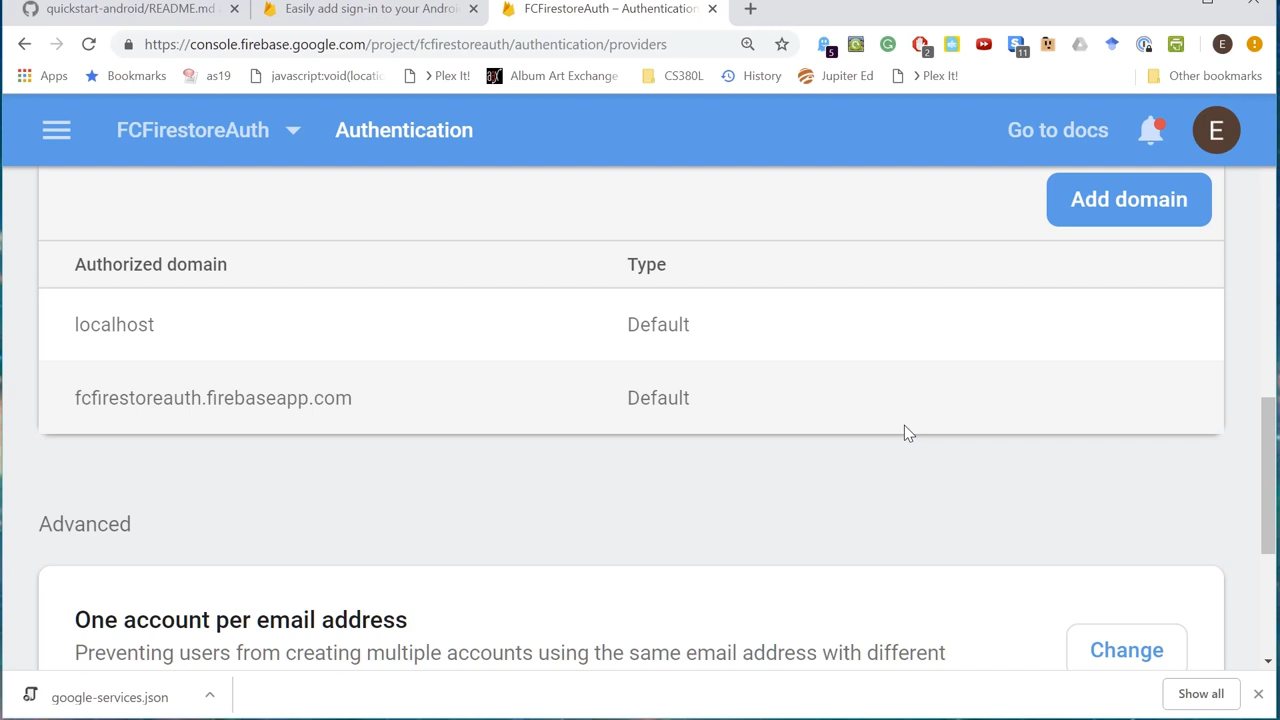 quickstart-android/README.md
Easily add sign-in to your Androi
FCFirestoreAuth – Authentication
https://console.firebase.google.com/project/fcfirestoreauth/authentication/providers
5
2
11
E
Apps
Bookmarks
as19
javascript:void(locatio
> Plex It!
Album Art Exchange
CS380L
History
Jupiter Ed
> Plex It!
Other bookmarks
FCFirestoreAuth
Authentication
Go to docs
E
Add domain
Authorized domain
Type
localhost
Default
fcfirestoreauth.firebaseapp.com
Default
Advanced
One account per email address
Preventing users from creating multiple accounts using the same email address with different
Change
google-services.json
Show all